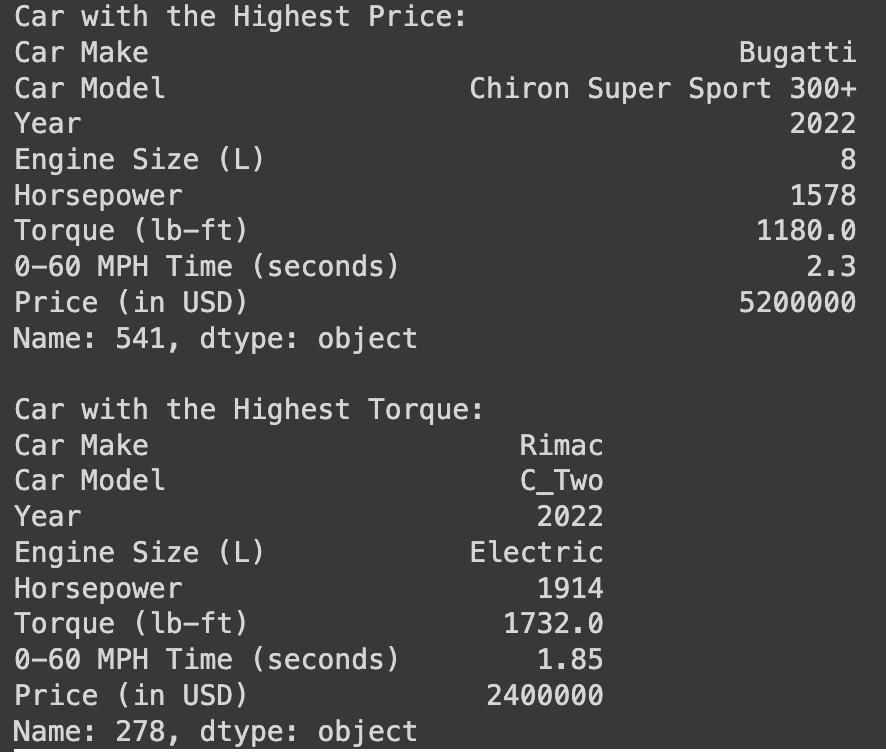 Car with the Highest Price:
Car Make Bugatti
Car Model Chiron Super Sport 300+
Year 2022
Engine Size (L) 8
Horsepower 1578
Torque (lb-ft) 1180.0
0-60 MPH Time (seconds) 2.3
Price (in USD) 5200000
Name: 541, dtype: object

Car with the Highest Torque:
Car Make Rimac
Car Model C_Two
Year 2022
Engine Size (L) Electric
Horsepower 1914
Torque (lb-ft) 1732.0
0-60 MPH Time (seconds) 1.85
Price (in USD) 2400000
Name: 278, dtype: object